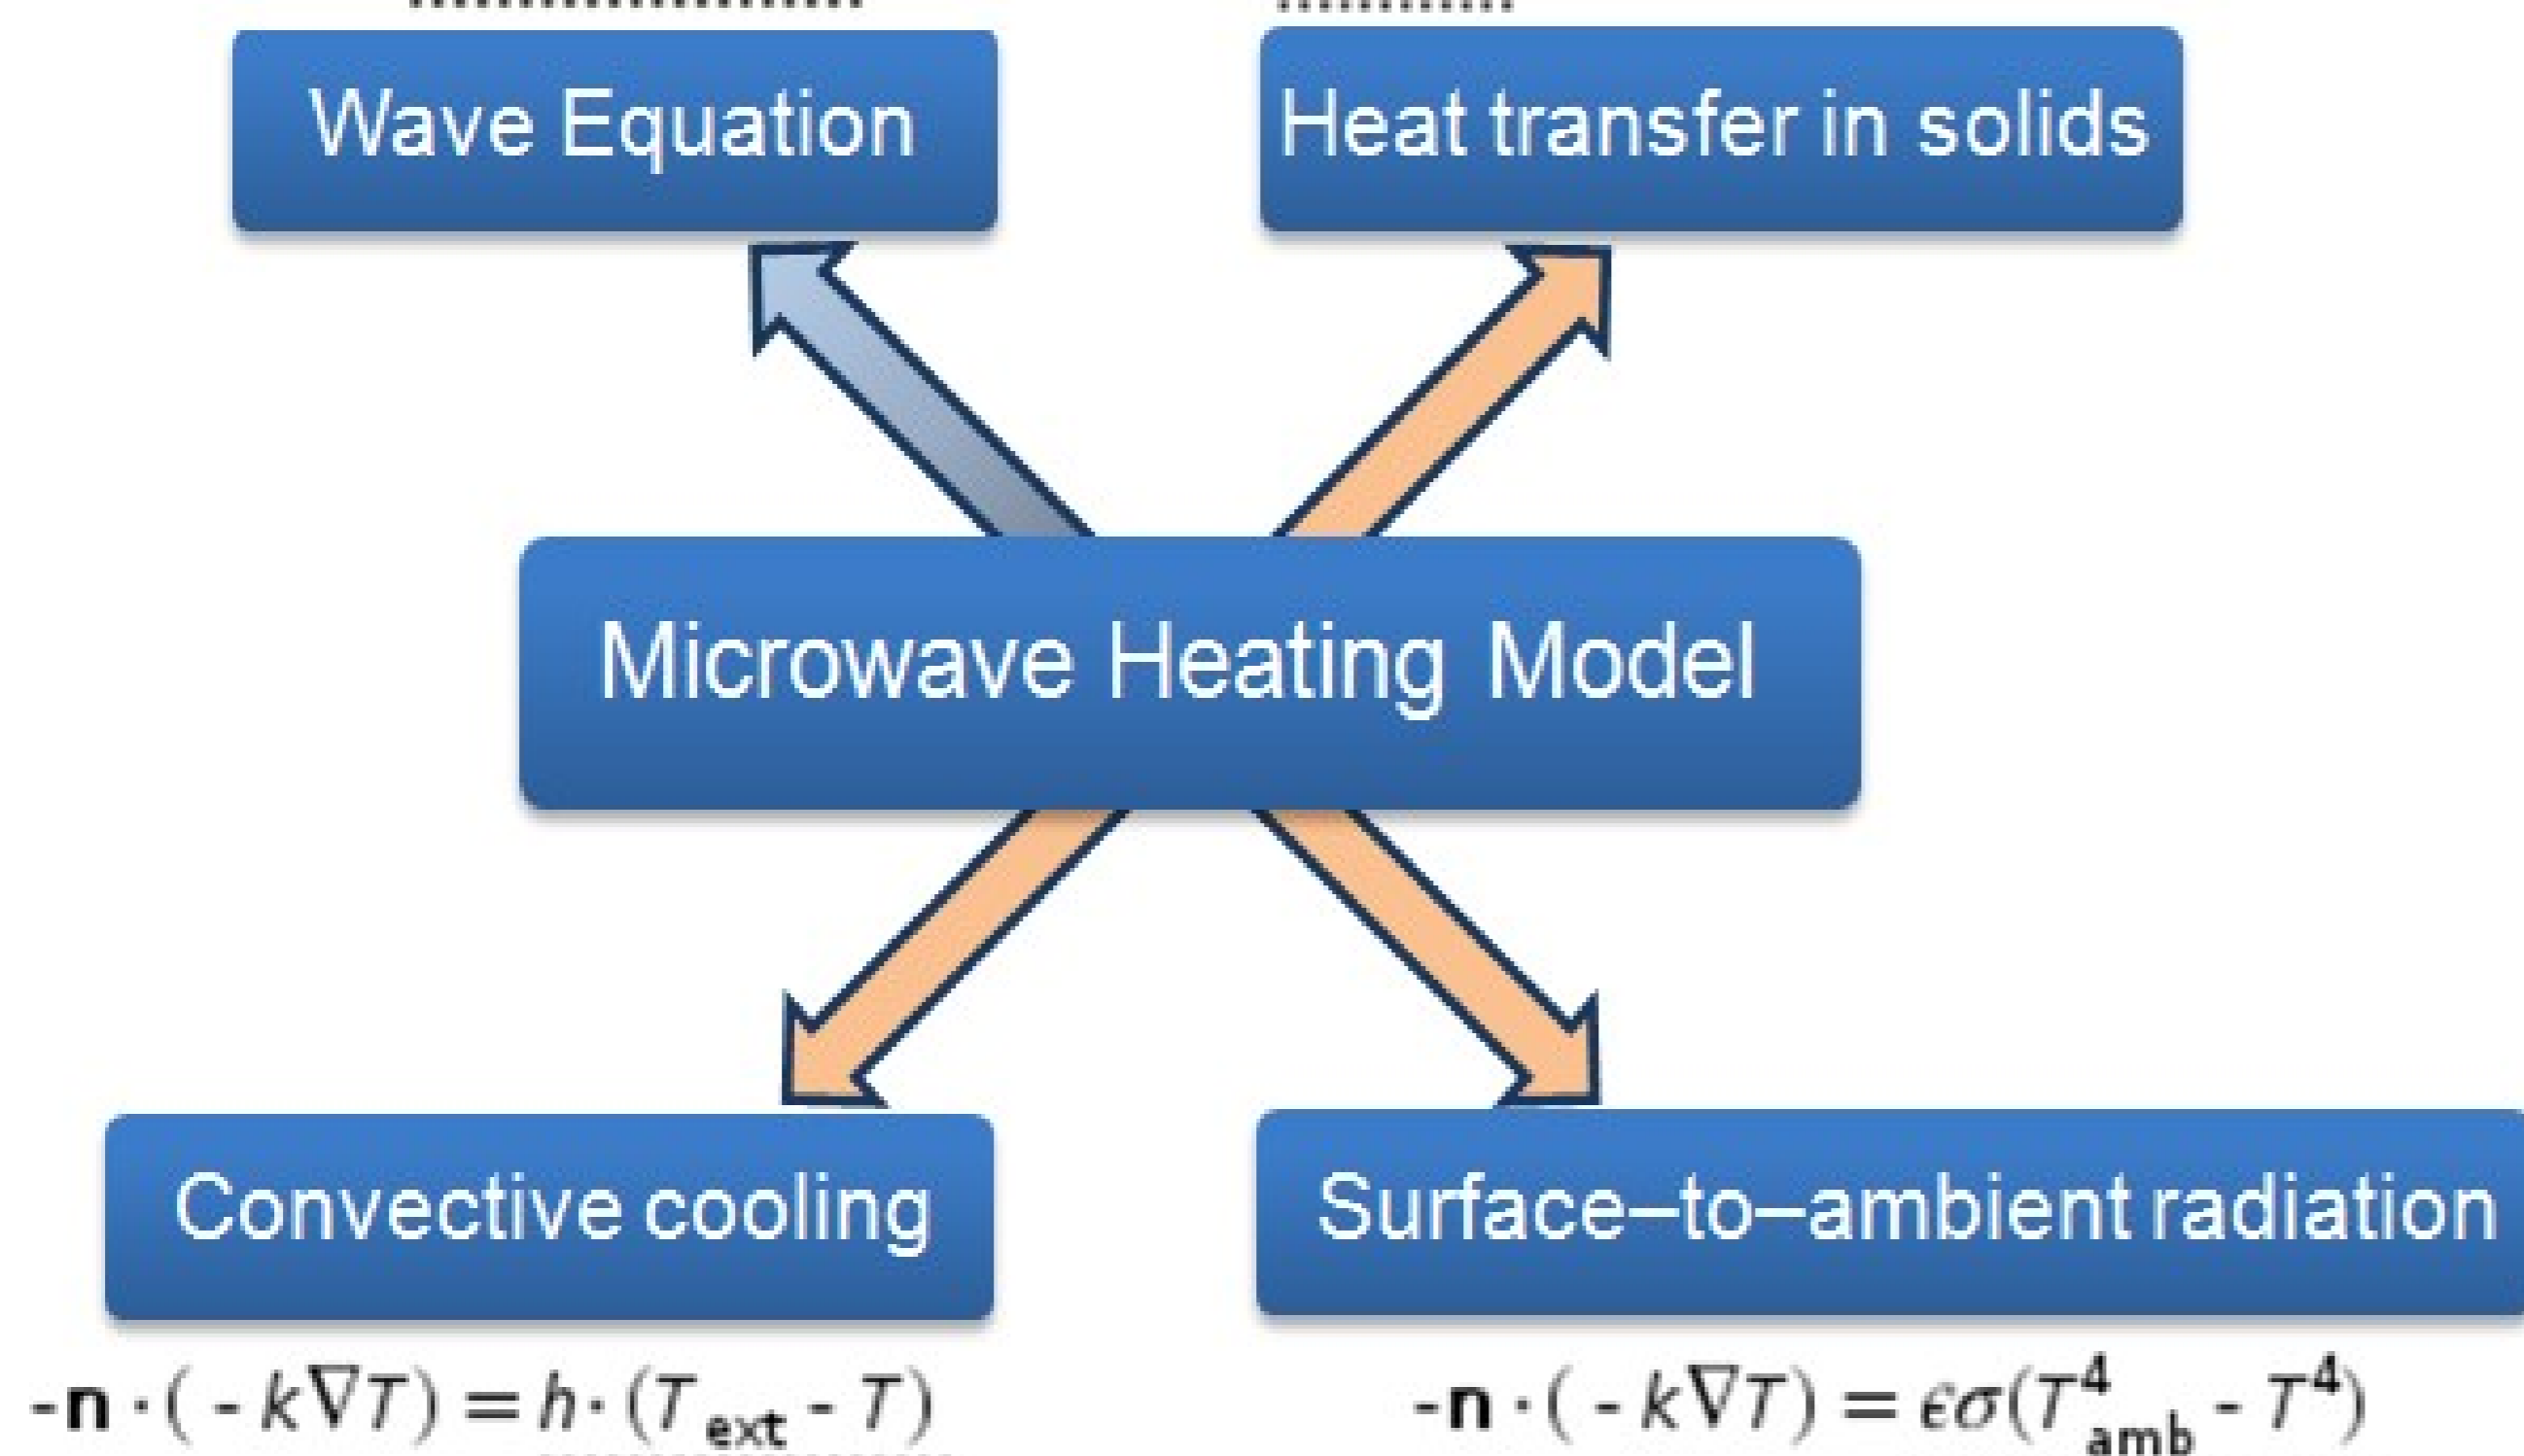 Wave Equation
Heat transfer in solids
Microwave Heating Model
Convective cooling
Surface–to–ambient radiation
-n·(-k∇T) = h·(T_ext - T)
-n·(-k∇T) = ϵσ(T⁴_amb - T⁴)